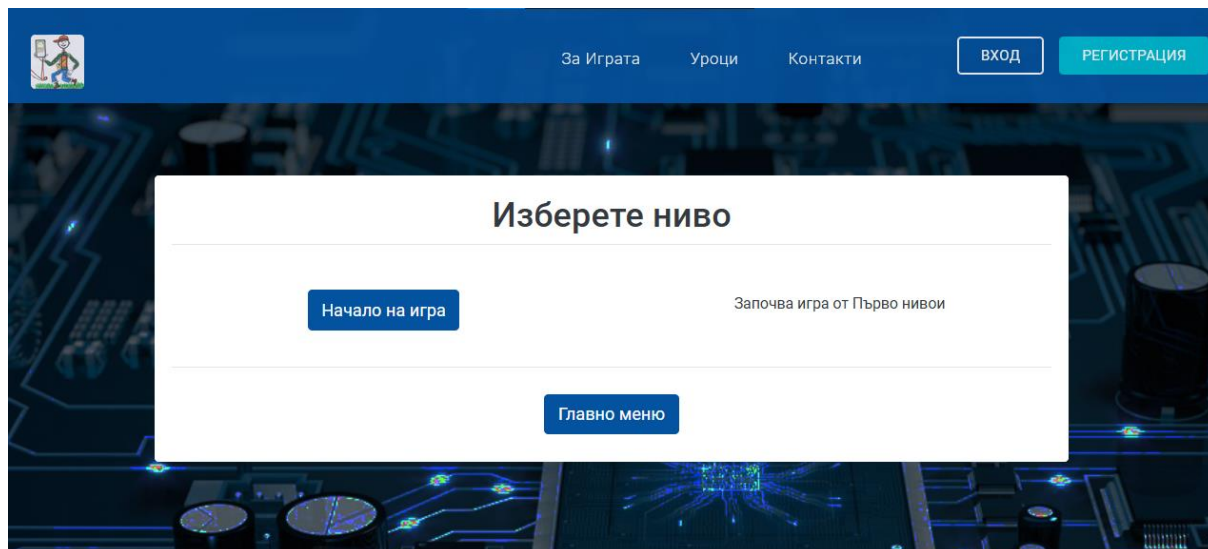 За Играта Уроци Контакти ВХОД РЕГИСТРАЦИЯ
Изберете ниво
Начало на игра Започва игра от Първо нивои
Главно меню